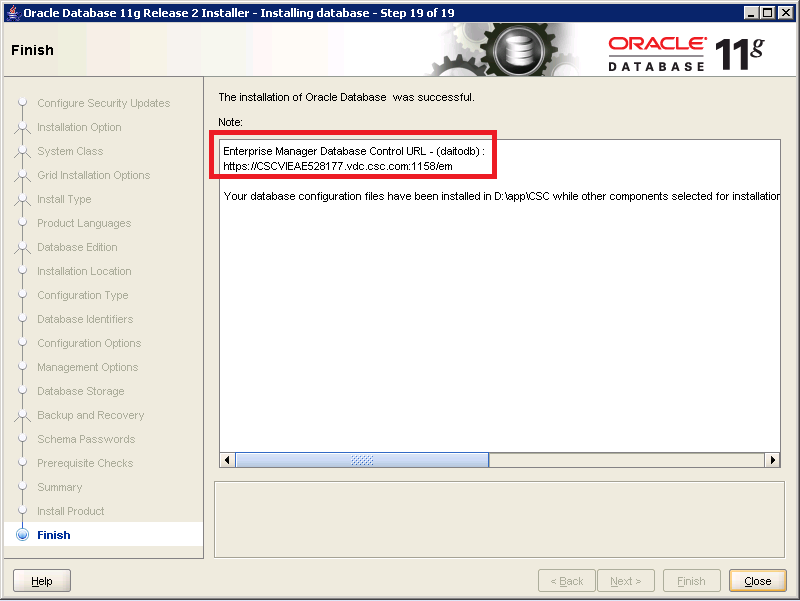 Oracle Database 11g Release 2 Installer - Installing database - Step 19 of 19
Finish
ORACLE
DATABASE
11g
Configure Security Updates
Installation Option
System Class
Grid Installation Options
Install Type
Product Languages
Database Edition
Installation Location
Configuration Type
Database Identifiers
Configuration Options
Management Options
Database Storage
Backup and Recovery
Schema Passwords
Prerequisite Checks
Summary
Install Product
Finish
The installation of Oracle Database  was successful.
Note:
Enterprise Manager Database Control URL - (daitodb) :
https://CSCVIEAE528177.vdc.csc.com:1158/em
Your database configuration files have been installed in D:\app\CSC while other components selected for installation
Help
< Back
Next >
Finish
Close